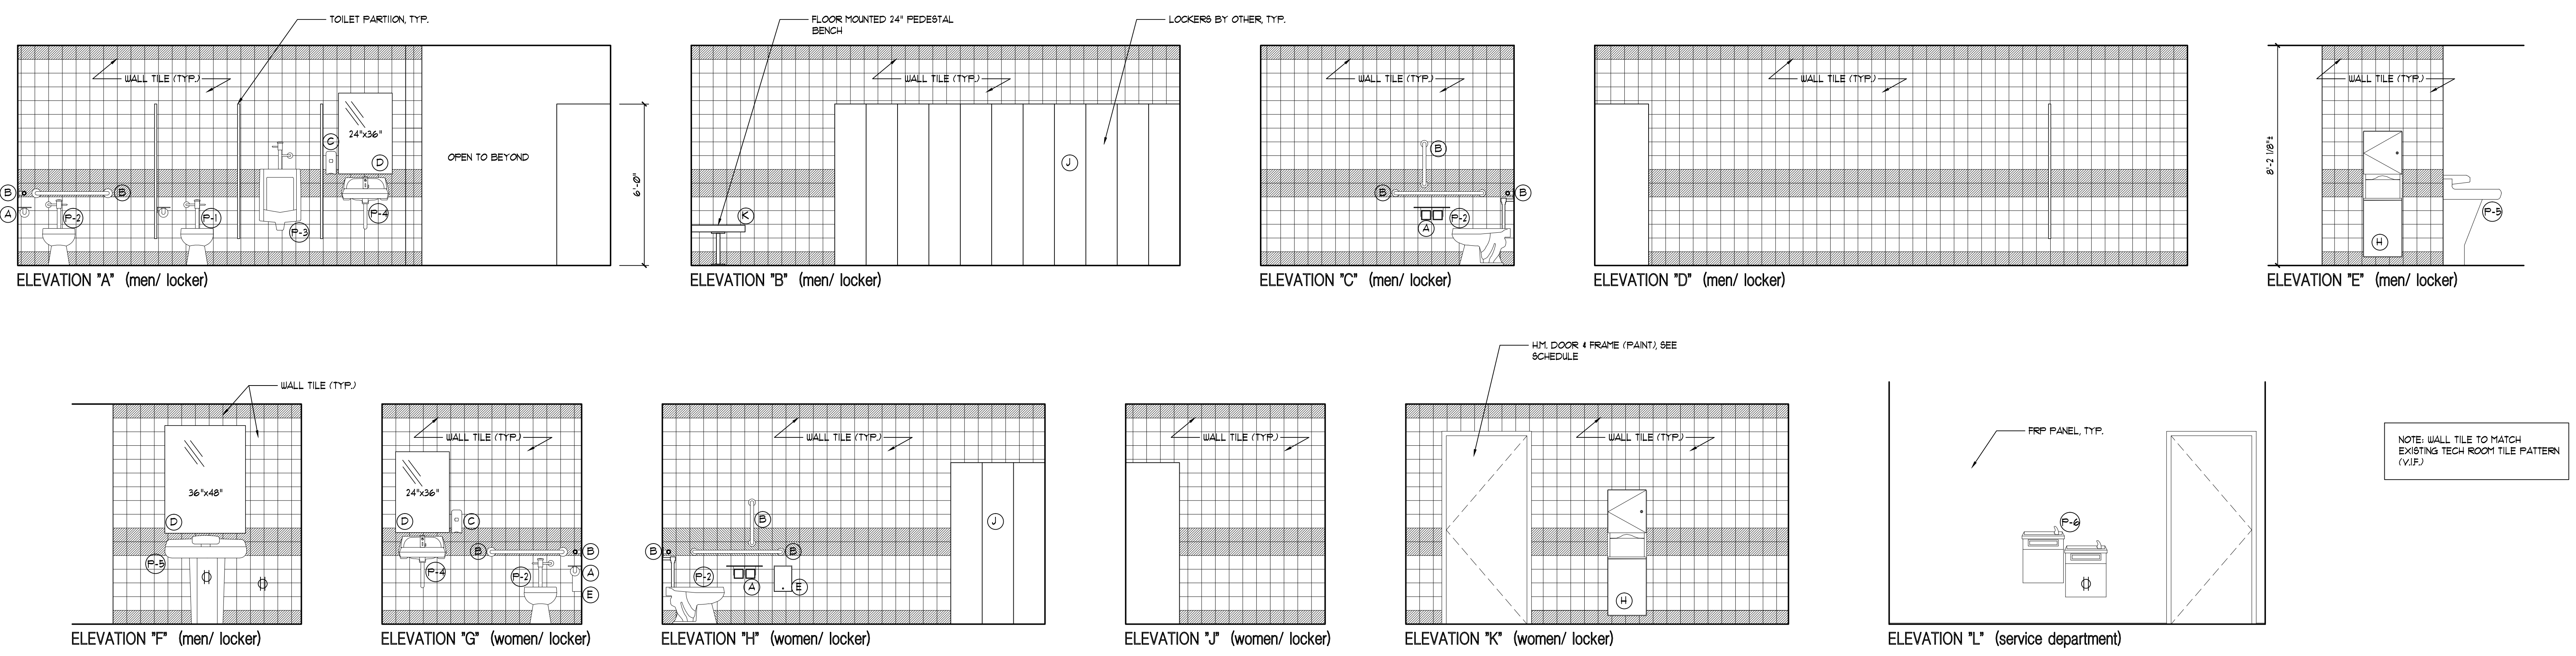 TOILET PARTIION, TYP.
WALL TILE (TYP.)
24"x36"
C
D
OPEN TO BEYOND
6'-0"
B
B
A
P-2
P-1
P-3
P-4
ELEVATION "A" (men/ locker)
FLOOR MOUNTED 24" PEDESTAL
BENCH
LOCKERS BY OTHER, TYP.
WALL TILE (TYP.)
J
K
ELEVATION "B" (men/ locker)
WALL TILE (TYP.)
B
B
B
A
P-2
ELEVATION "C" (men/ locker)
WALL TILE (TYP.)
ELEVATION "D" (men/ locker)
WALL TILE (TYP.)
8'-2 1/8"±
P-5
H
ELEVATION "E" (men/ locker)
WALL TILE (TYP.)
36"x48"
D
P-5
ELEVATION "F" (men/ locker)
WALL TILE (TYP.)
24"x36"
D
C
B
B
P-4
P-2
A
E
ELEVATION "G" (women/ locker)
WALL TILE (TYP.)
B
B
B
J
P-2
A
E
ELEVATION "H" (women/ locker)
WALL TILE (TYP.)
ELEVATION "J" (women/ locker)
H.M. DOOR & FRAME (PAINT), SEE
SCHEDULE
WALL TILE (TYP.)
H
ELEVATION "K" (women/ locker)
FRP PANEL, TYP.
P-6
ELEVATION "L" (service department)
NOTE: WALL TILE TO MATCH
EXISTING TECH ROOM TILE PATTERN
(V.I.F.)